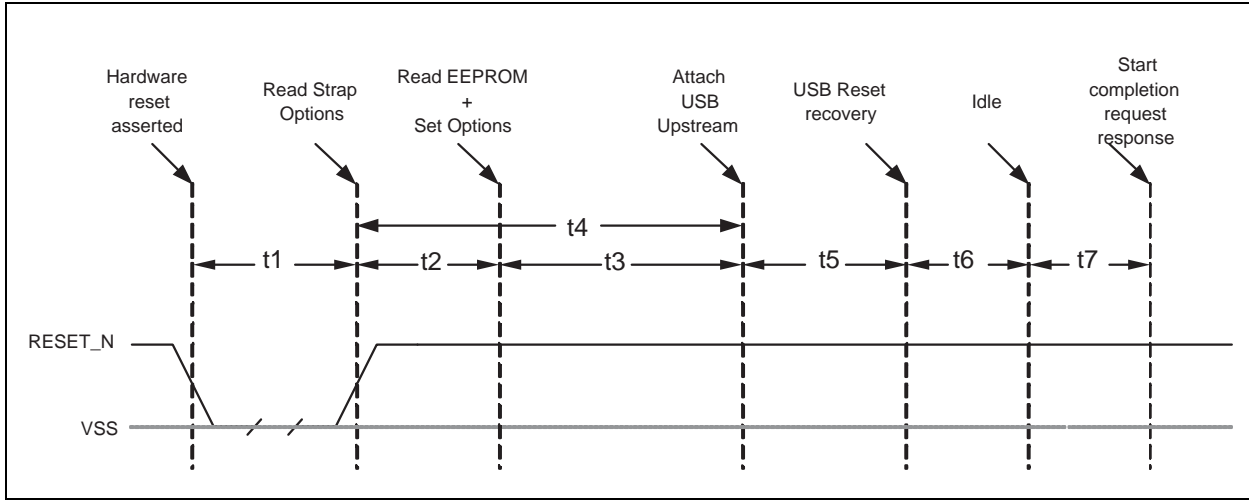 Hardware
reset
asserted
Read Strap
Options
Read EEPROM
+
Set Options
Attach
USB
Upstream
USB Reset
recovery
Idle
Start
completion
request
response
t4
t1
t2
t3
t5
t6
t7
RESET_N
VSS